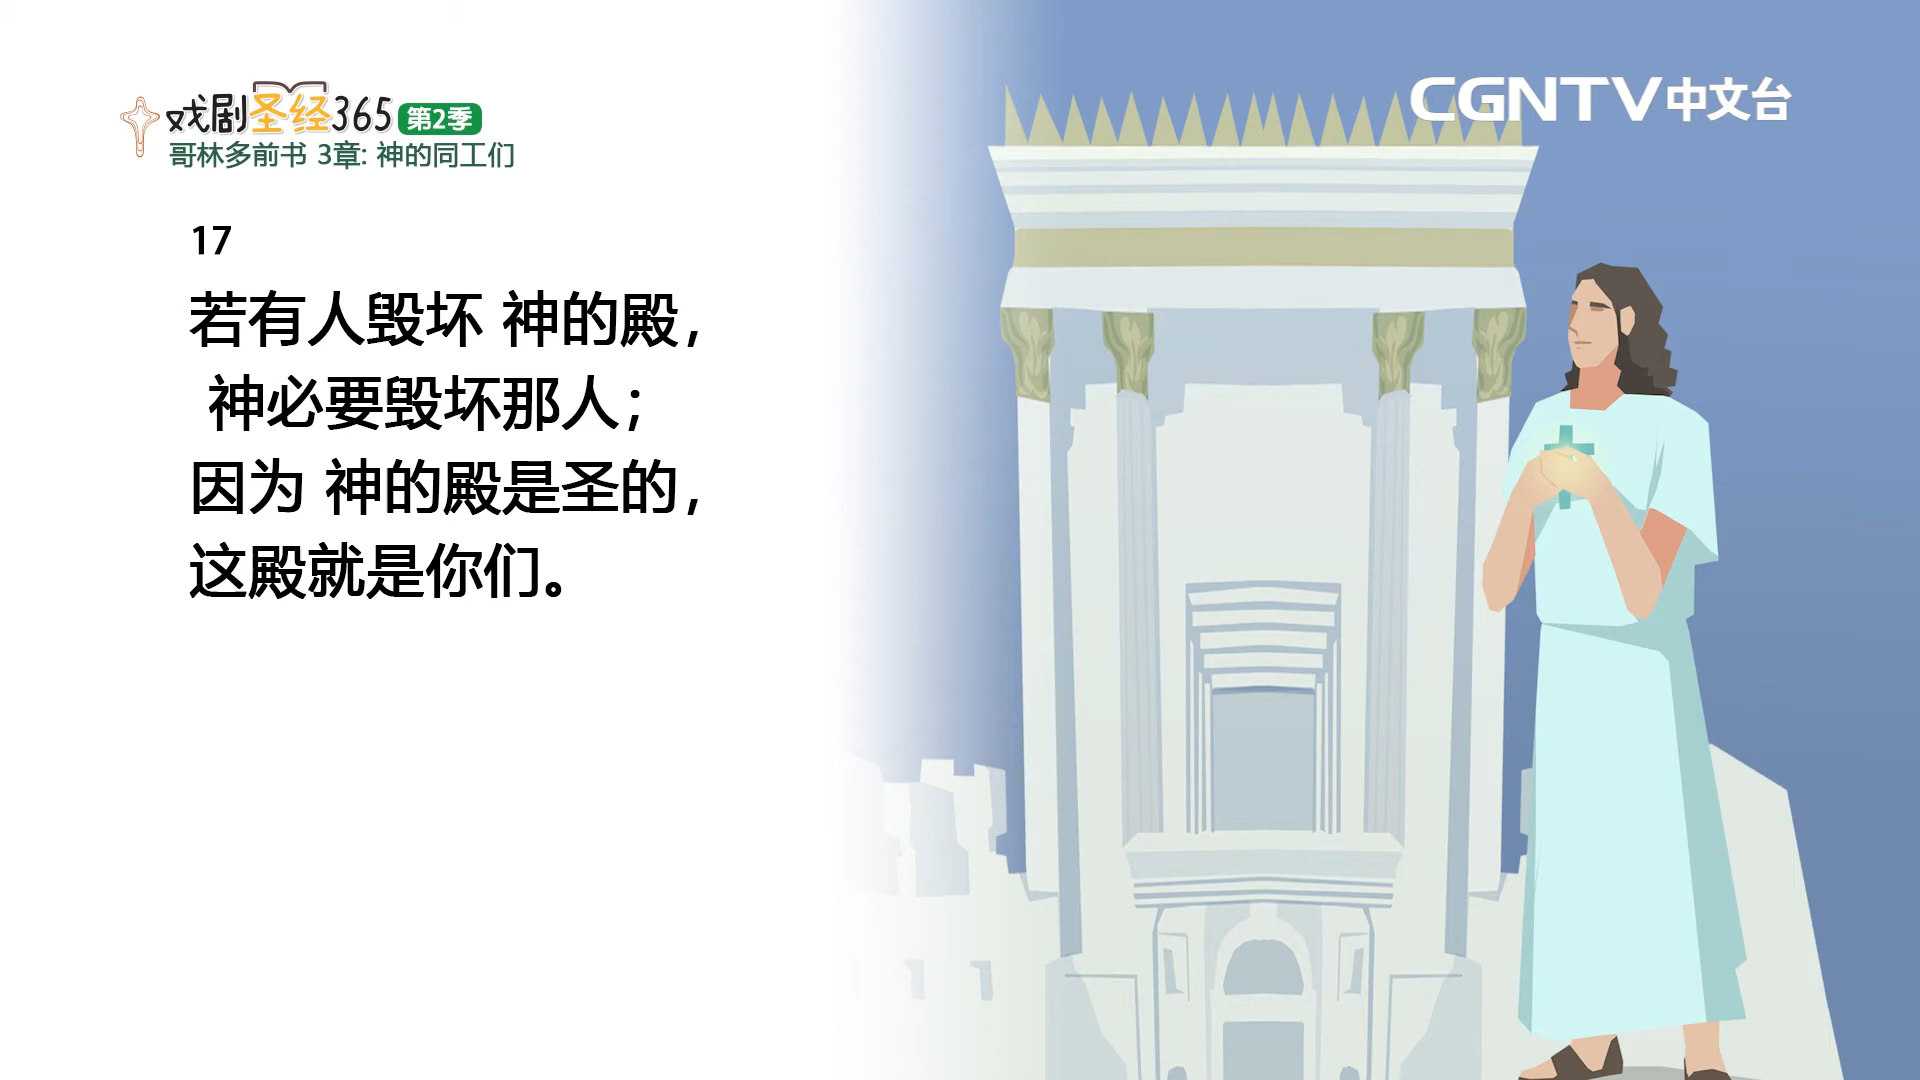 戏剧圣经365 第2季
哥林多前书 3章: 神的同工们
CGNTV中文台
17
若有人毁坏 神的殿，
神必要毁坏那人；
因为 神的殿是圣的，
这殿就是你们。